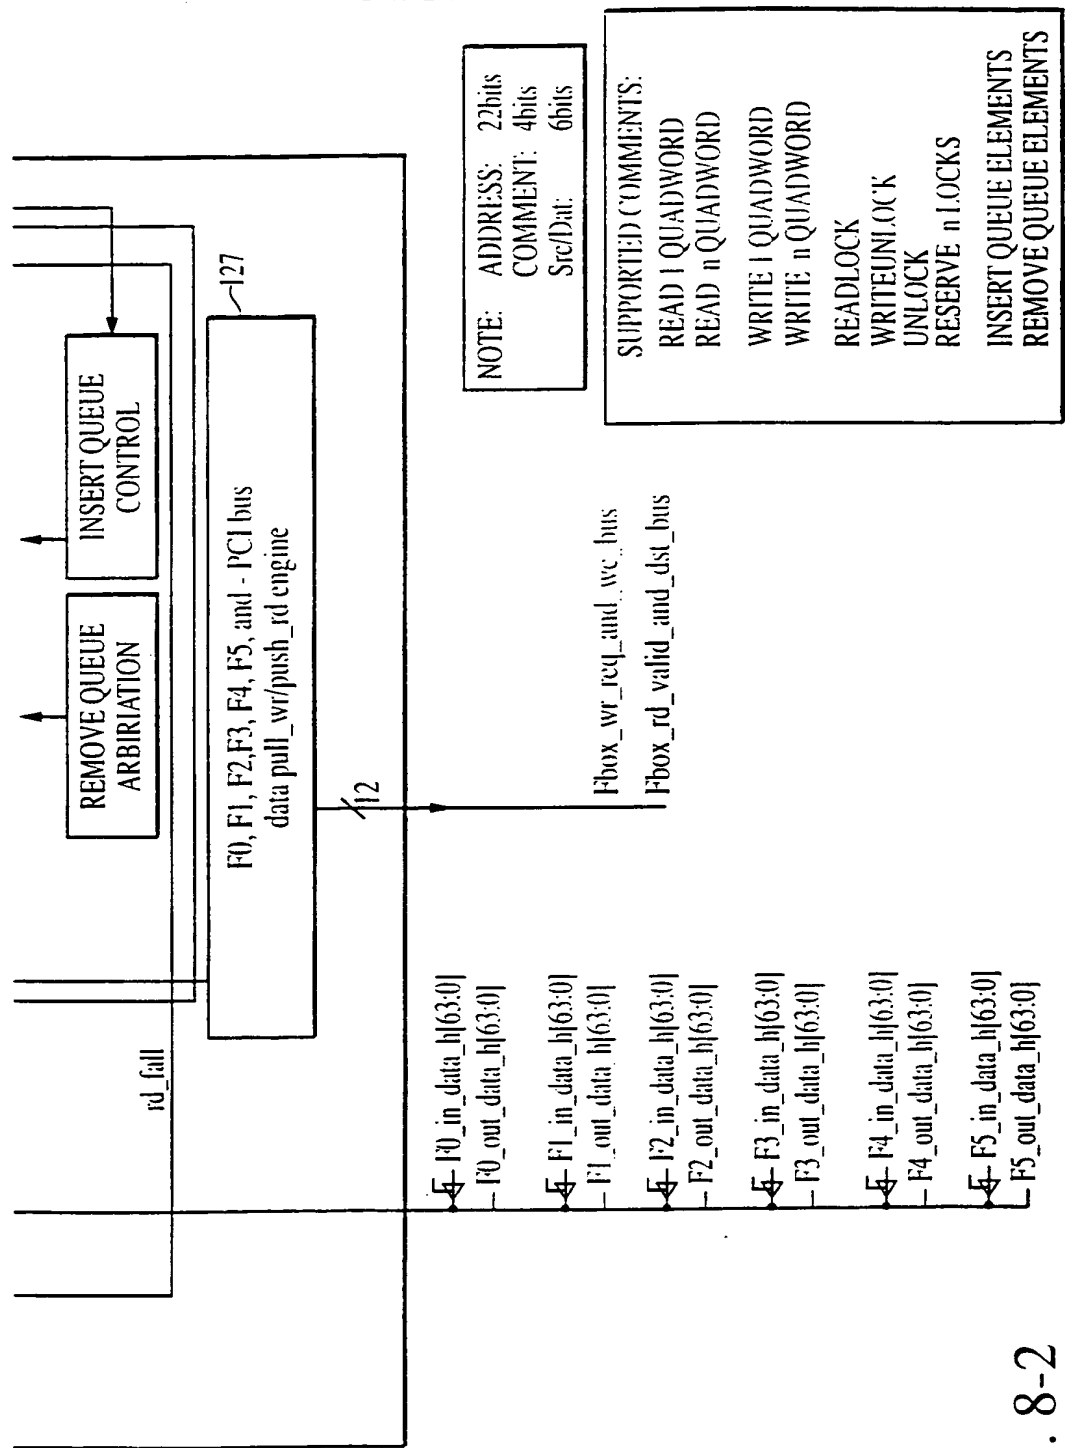 INSERT QUEUE
CONTROL
REMOVE QUEUE
ARBIRIATION
127
F0, F1, F2,F3, F4, F5, and - PCI bus
data pull_wr/push_rd engine
rd_fall
12
Fbox_wr_req_and_wc_bus
Fbox_rd_valid_and_dst_bus
NOTE: ADDRESS: 22bits
COMMENT: 4bits
Src/Dat: 6bits
SUPPORTED COMMENTS:
READ 1 QUADWORD
READ n QUADWORD
WRITE 1 QUADWORD
WRITE n QUADWORD
READLOCK
WRITEUNLOCK
UNLOCK
RESERVE n LOCKS
INSERT QUEUE ELEMENTS
REMOVE QUEUE ELEMENTS
F0_in_data_h[63:0]
F0_out_data_h[63:0]
F1_in_data_h[63:0]
F1_out_data_h[63:0]
F2_in_data_h[63:0]
F2_out_data_h[63:0]
F3_in_data_h[63:0]
F3_out_data_h[63:0]
F4_in_data_h[63:0]
F4_out_data_h[63:0]
F5_in_data_h[63:0]
F5_out_data_h[63:0]
. 8-2